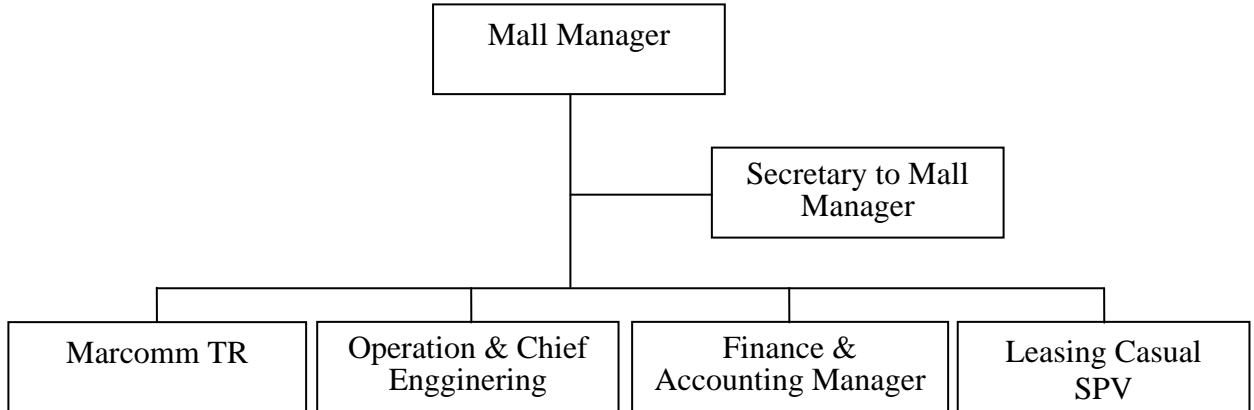 Mall Manager
Secretary to Mall
Manager
Marcomm TR
Operation & Chief
Engginering
Finance &
Accounting Manager
Leasing Casual
SPV